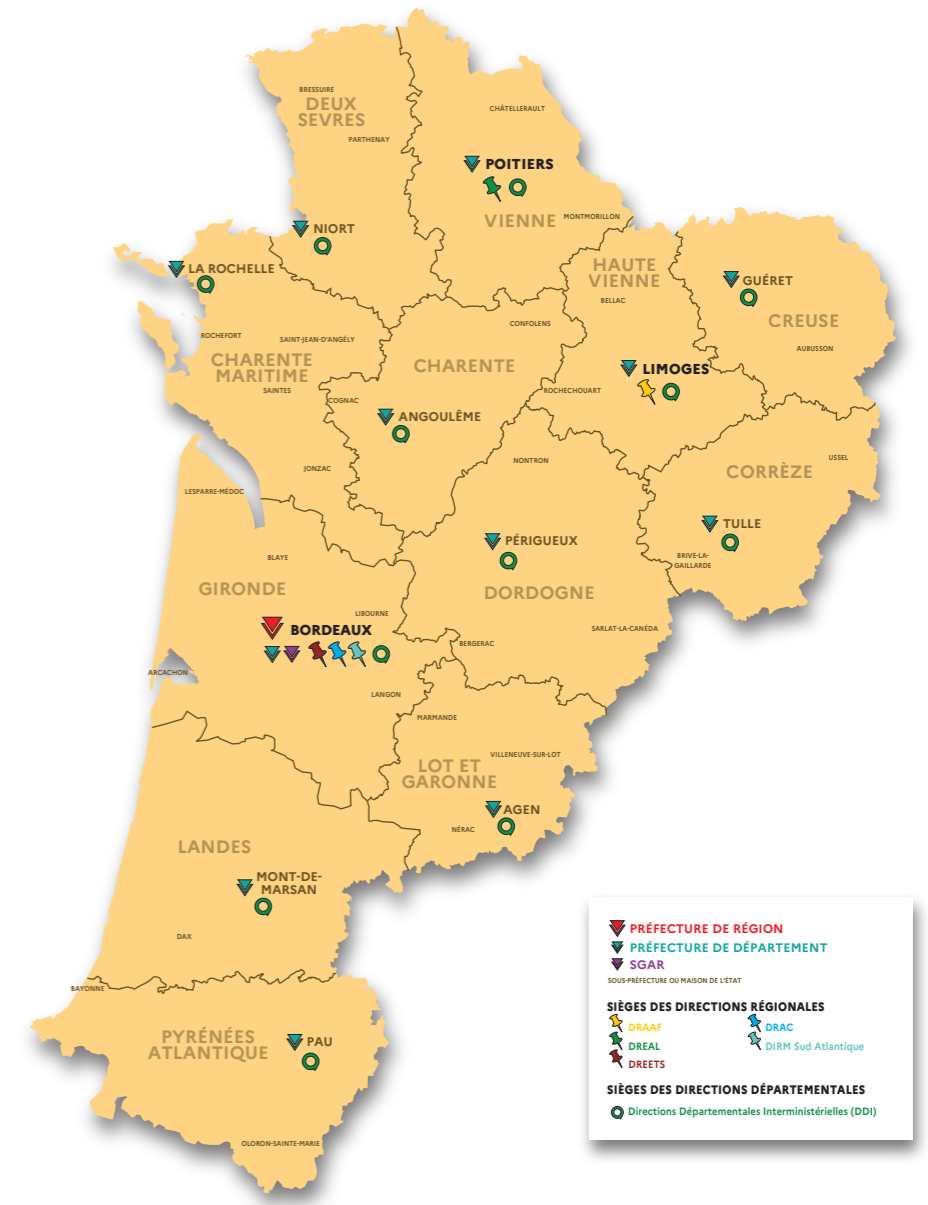 BRESSUIRE
DEUX
SEVRES
PARTHENAY
CHÂTELLERAULT
POITIERS
VIENNE
MONTMORILLON
NIORT
LA ROCHELLE
HAUTE
VIENNE
BELLAC
GUÉRET
CREUSE
AUBUSSON
ROCHEFORT
SAINT-JEAN-D'ANGÉLY
CHARENTE
MARITIME
SAINTES
CONFOLENS
CHARENTE
COGNAC
ANGOULÊME
LIMOGES
ROCHECHOUART
JONZAC
NONTRON
CORRÈZE
USSEL
LESPARRE-MÉDOC
TULLE
BRIVE-LA-
GAILLARDE
PÉRIGUEUX
DORDOGNE
SARLAT-LA-CANÉDA
BLAYE
GIRONDE
LIBOURNE
BORDEAUX
BERGERAC
ARCACHON
LANGON
MARMANDE
VILLENEUVE-SUR-LOT
LOT ET
GARONNE
AGEN
NÉRAC
LANDES
MONT-DE-
MARSAN
DAX
BAYONNE
PYRÉNÉES
ATLANTIQUE
PAU
OLORON-SAINTE-MARIE
PRÉFECTURE DE RÉGION
PRÉFECTURE DE DÉPARTEMENT
SGAR
SOUS-PRÉFECTURE OU MAISON DE L'ÉTAT
SIÈGES DES DIRECTIONS RÉGIONALES
DRAAF
DRAC
DREAL
DIRM Sud Atlantique
DREETS
SIÈGES DES DIRECTIONS DÉPARTEMENTALES
Directions Départementales Interministérielles (DDI)